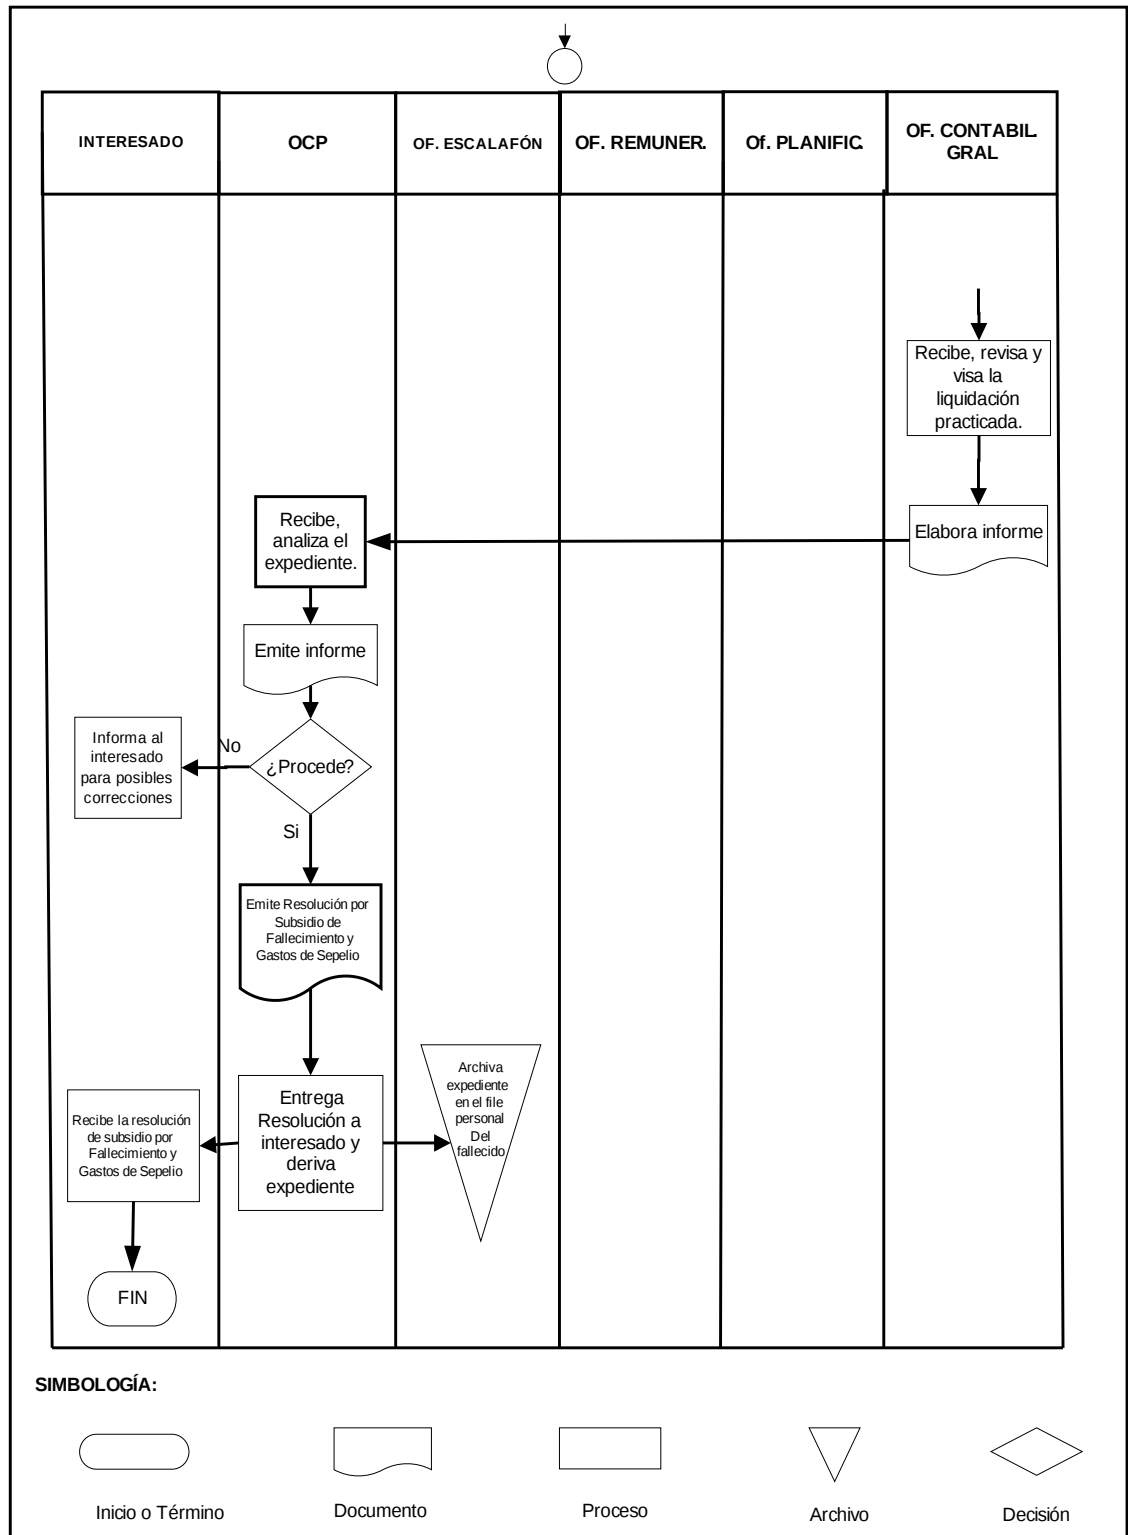 INTERESADO
OCP
OF. ESCALAFÓN
OF. REMUNER.
Of. PLANIFIC.
OF. CONTABIL.
GRAL
Recibe, revisa y
visa la
liquidación
practicada.
Elabora informe
Recibe,
analiza el
expediente.
Emite informe
¿Procede?
No
Informa al
interesado
para posibles
correcciones
Si
Emite Resolución por
Subsidio de
Fallecimiento y
Gastos de Sepelio
Entrega
Resolución a
interesado y
deriva
expediente
Archiva
expediente
en el file
personal
Del
fallecido
Recibe la resolución
de subsidio por
Fallecimiento y
Gastos de Sepelio
FIN
SIMBOLOGÍA:
Inicio o Término
Documento
Proceso
Archivo
Decisión